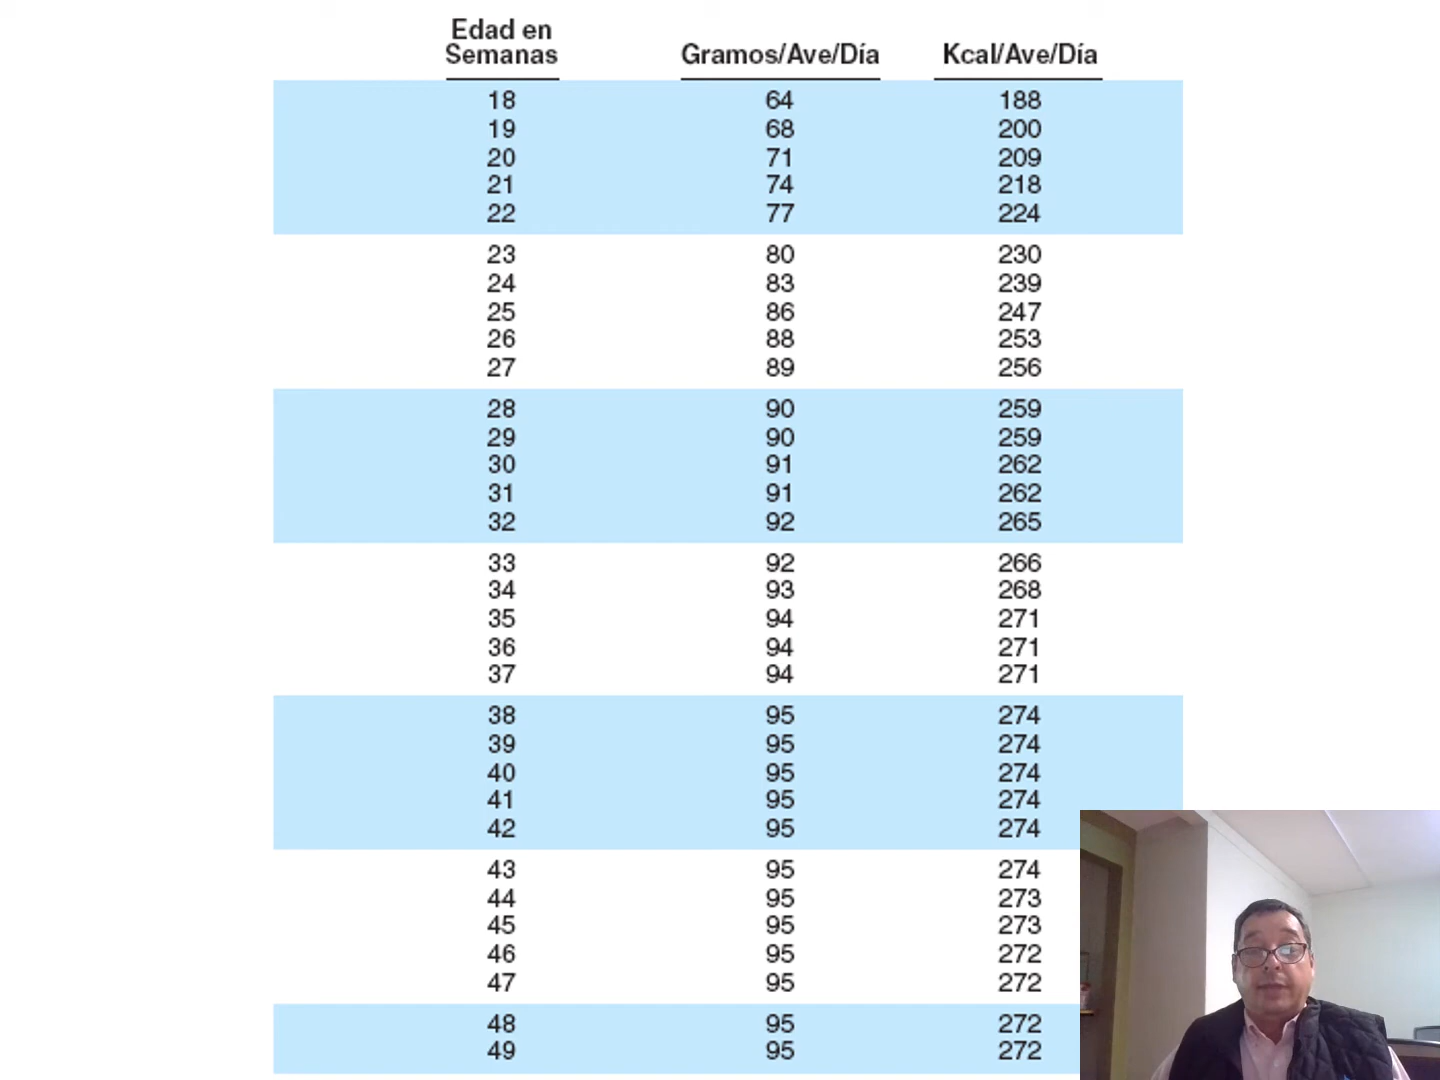 Edad en
Semanas Gramos/Ave/Día Kcal/Ave/Día
18 64 188
19 68 200
20 71 209
21 74 218
22 77 224
23 80 230
24 83 239
25 86 247
26 88 253
27 89 256
28 90 259
29 90 259
30 91 262
31 91 262
32 92 265
33 92 266
34 93 268
35 94 271
36 94 271
37 94 271
38 95 274
39 95 274
40 95 274
41 95 274
42 95 274
43 95 274
44 95 273
45 95 273
46 95 272
47 95 272
48 95 272
49 95 272